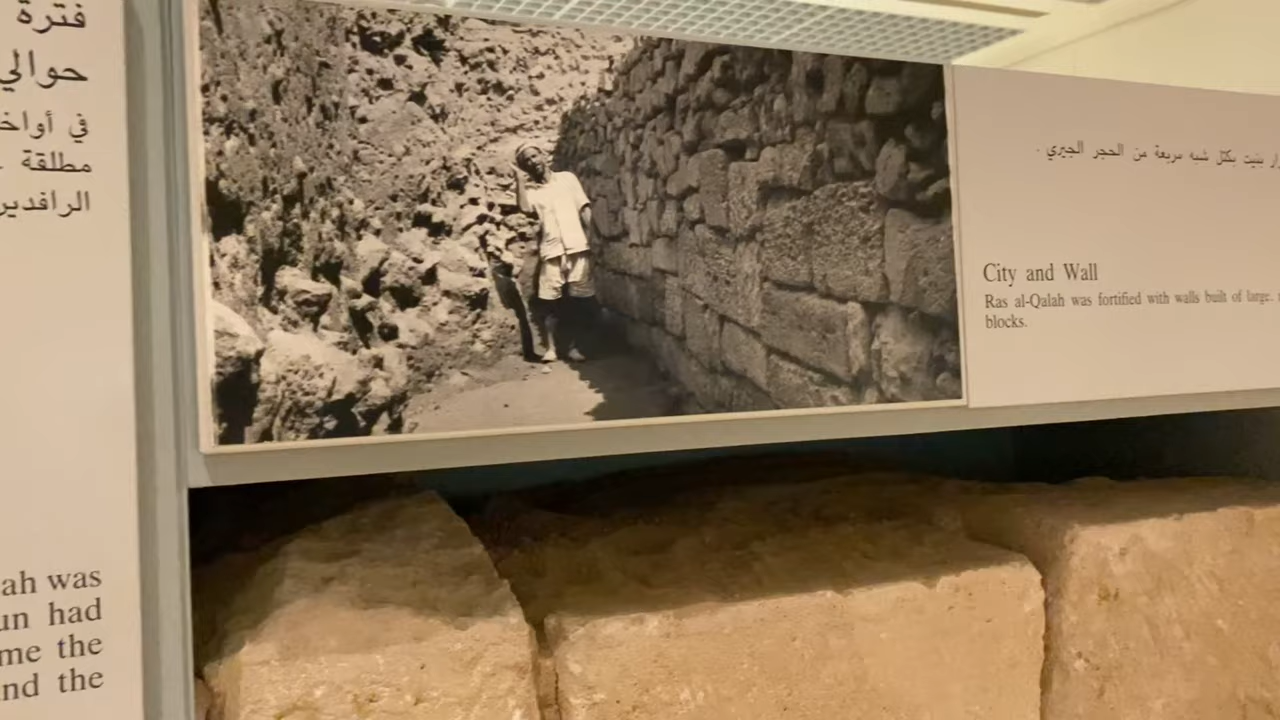 فترة
حوالي
في أواخ
مطلقة
الرافدين
ah was
un had
me the
nd the
بنيت بكتل شبه مربعة من الحجر الجيري .
City and Wall
Ras al-Qalah was fortified with walls built of large.
blocks.